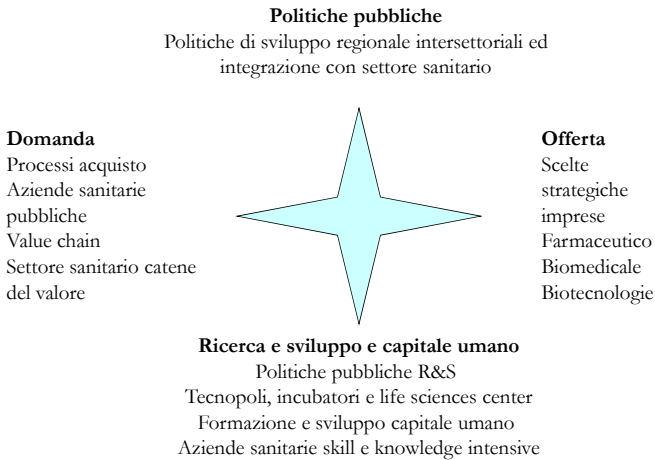 Politiche pubbliche
Politiche di sviluppo regionale intersettoriali ed
integrazione con settore sanitario
Domanda
Processi acquisto
Aziende sanitarie
pubbliche
Value chain
Settore sanitario catene
del valore
Offerta
Scelte
strategiche
imprese
Farmaceutico
Biomedicale
Biotecnologie
Ricerca e sviluppo e capitale umano
Politiche pubbliche R&S
Tecnopoli, incubatori e life sciences center
Formazione e sviluppo capitale umano
Aziende sanitarie skill e knowledge intensive